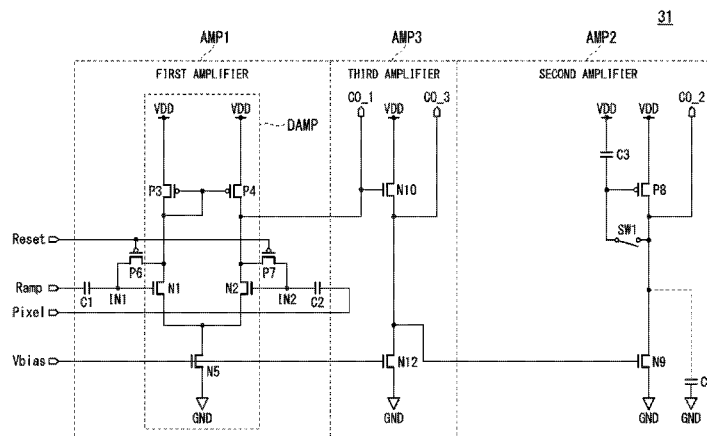 31
AMP1 AMP3 AMP2
FIRST AMPLIFIER THIRD AMPLIFIER SECOND AMPLIFIER
CO_1 CO_3 CO_2
VDD VDD VDD VDD VDD
DAMP
C3
P3 P4 N10 P8
SW1
Reset
P6 P7
Ramp C1 IN1 N1 N2 IN2 C2
Pixel
Vbias N5 N12 N9 C
GND GND GND GND